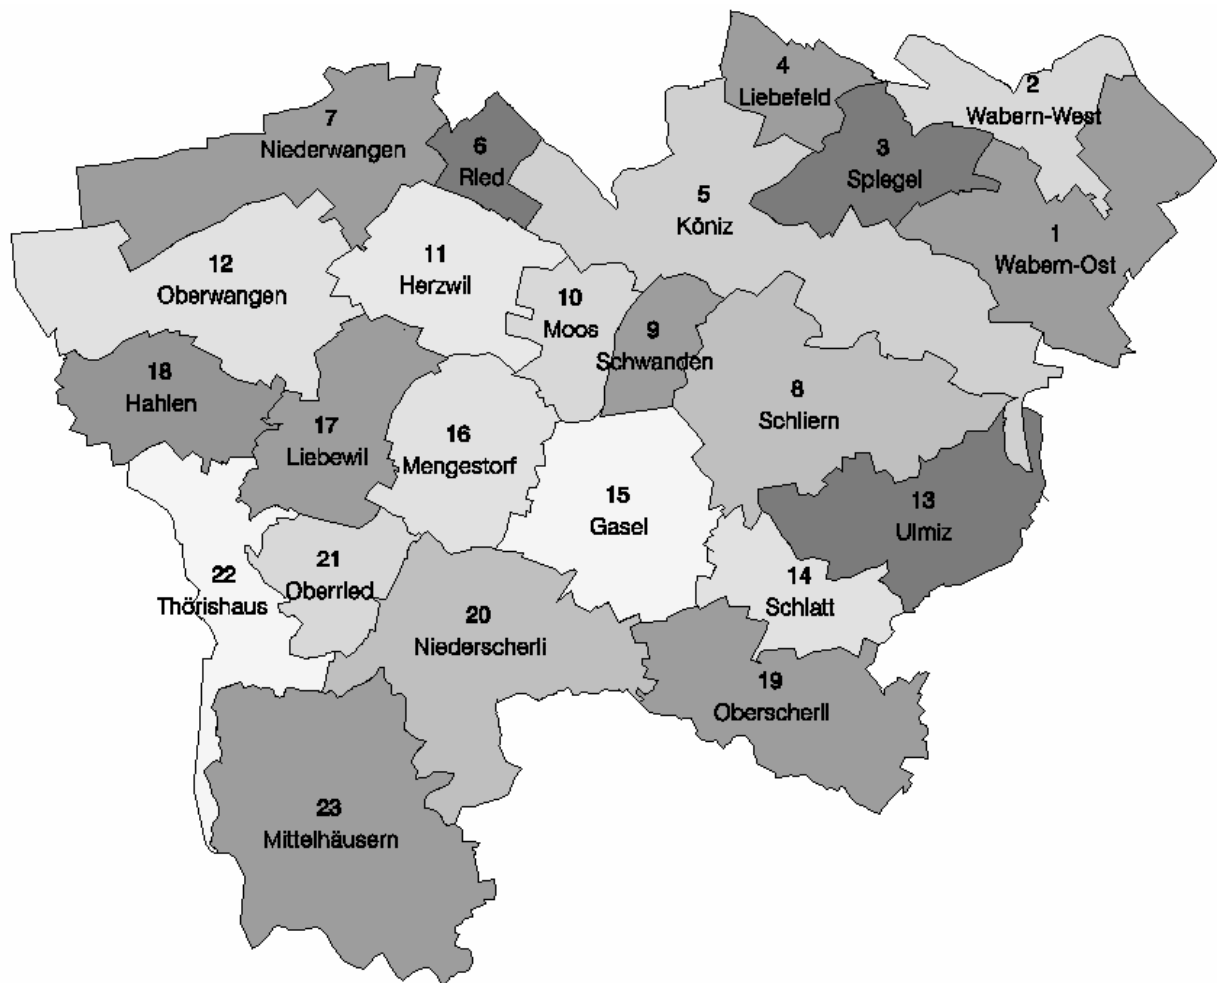 4
Liebefeld
2
Wabern-West
7
Niederwangen
6
Ried
3
Spiegel
5
Köniz
1
Wabern-Ost
12
Oberwangen
11
Herzwil
10
Moos
9
Schwanden
18
Hahlen
8
Schliern
17
Liebewil
16
Mengestorf
15
Gasel
13
Ulmiz
22
Thörishaus
21
Oberried
14
Schlatt
20
Niederscherli
19
Oberscherli
23
Mittelhäusern